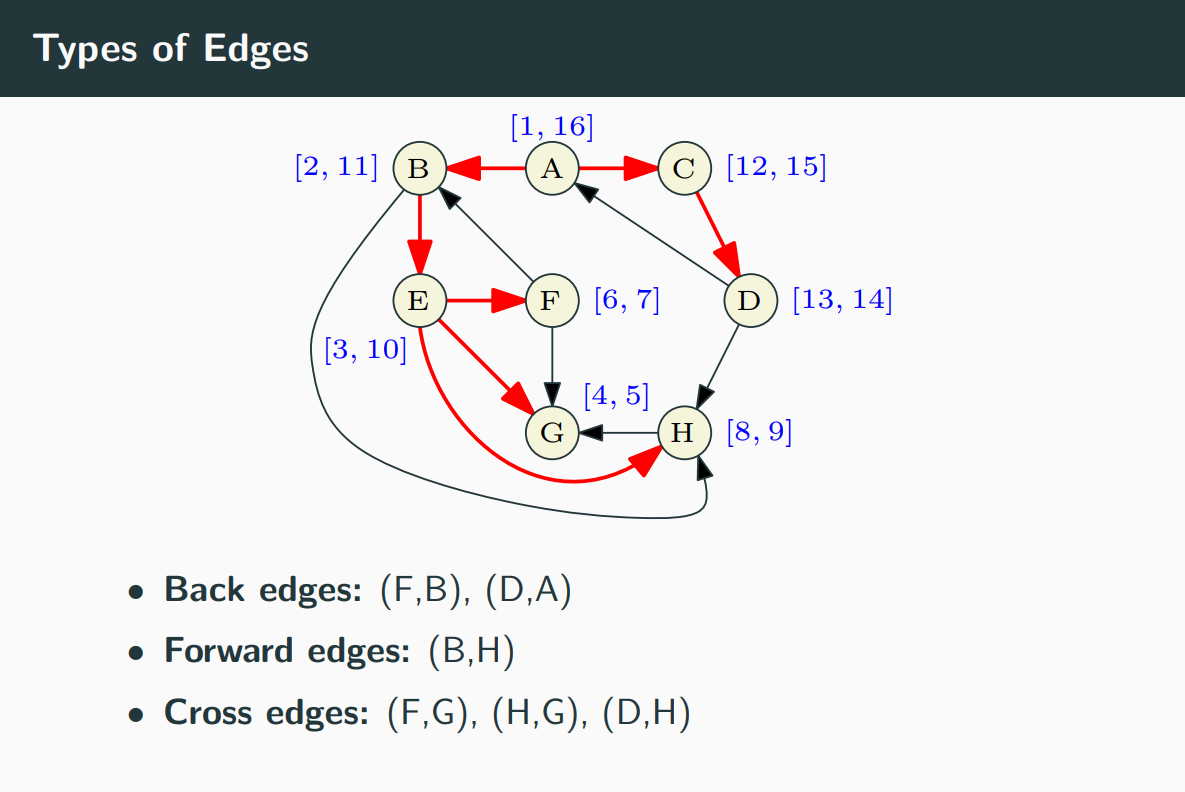 Types of Edges
[1, 16]
[2, 11] B A C [12, 15]
E F [6, 7] D [13, 14]
[3, 10]
[4, 5]
G H [8, 9]
• Back edges: (F,B), (D,A)
• Forward edges: (B,H)
• Cross edges: (F,G), (H,G), (D,H)